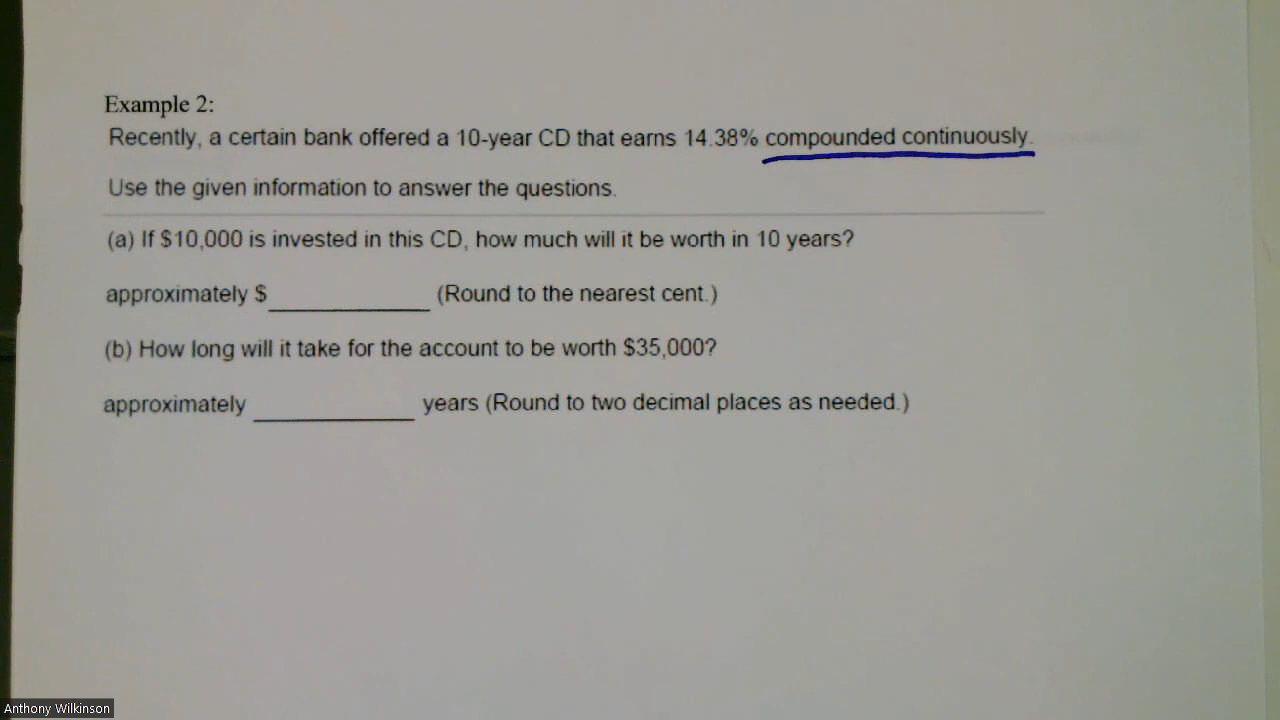 Example 2:
Recently, a certain bank offered a 10-year CD that earns 14.38% compounded continuously.
Use the given information to answer the questions.
(a) If $10,000 is invested in this CD, how much will it be worth in 10 years?
approximately $ (Round to the nearest cent.)
(b) How long will it take for the account to be worth $35,000?
approximately years (Round to two decimal places as needed.)
Anthony Wilkinson